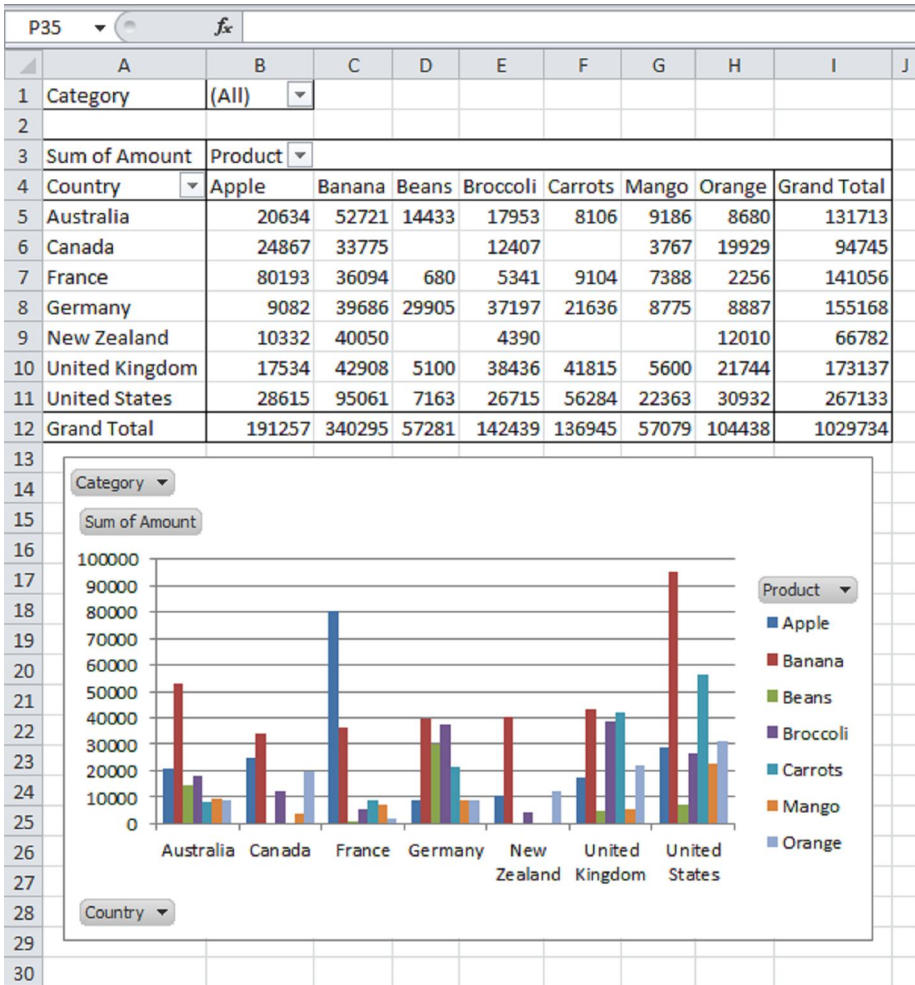 P35 fx
A B C D E F G H I J
1 Category (All)
2
3 Sum of Amount Product
4 Country Apple Banana Beans Broccoli Carrots Mango Orange Grand Total
5 Australia 20634 52721 14433 17953 8106 9186 8680 131713
6 Canada 24867 33775 12407 3767 19929 94745
7 France 80193 36094 680 5341 9104 7388 2256 141056
8 Germany 9082 39686 29905 37197 21636 8775 8887 155168
9 New Zealand 10332 40050 4390 12010 66782
10 United Kingdom 17534 42908 5100 38436 41815 5600 21744 173137
11 United States 28615 95061 7163 26715 56284 22363 30932 267133
12 Grand Total 191257 340295 57281 142439 136945 57079 104438 1029734
13
14
15
16
17
18
19
20
21
22
23
24
25
26
27
28
29
30
Category
Sum of Amount
100000
90000
80000
70000
60000
50000
40000
30000
20000
10000
0
Australia Canada France Germany New United United
Zealand Kingdom States
Country
Product
Apple
Banana
Beans
Broccoli
Carrots
Mango
Orange